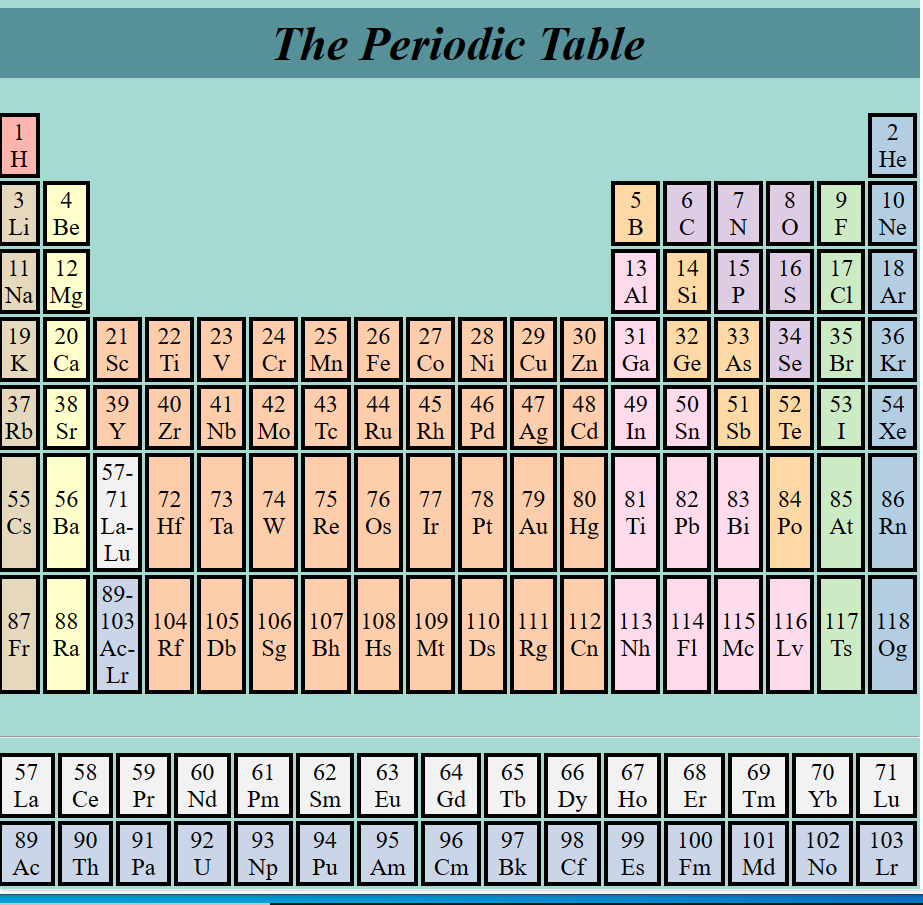 The Periodic Table
1 2
H He
3 4 5 6 7 8 9 10
Li Be B C N O F Ne
11 12 13 14 15 16 17 18
Na Mg Al Si P S Cl Ar
19 20 21 22 23 24 25 26 27 28 29 30 31 32 33 34 35 36
K Ca Sc Ti V Cr Mn Fe Co Ni Cu Zn Ga Ge As Se Br Kr
37 38 39 40 41 42 43 44 45 46 47 48 49 50 51 52 53 54
Rb Sr Y Zr Nb Mo Tc Ru Rh Pd Ag Cd In Sn Sb Te I Xe
57-
55 56 71 72 73 74 75 76 77 78 79 80 81 82 83 84 85 86
Cs Ba La- Hf Ta W Re Os Ir Pt Au Hg Ti Pb Bi Po At Rn
Lu
89-
87 88 103 104 105 106 107 108 109 110 111 112 113 114 115 116 117 118
Fr Ra Ac- Rf Db Sg Bh Hs Mt Ds Rg Cn Nh Fl Mc Lv Ts Og
Lr
57 58 59 60 61 62 63 64 65 66 67 68 69 70 71
La Ce Pr Nd Pm Sm Eu Gd Tb Dy Ho Er Tm Yb Lu
89 90 91 92 93 94 95 96 97 98 99 100 101 102 103
Ac Th Pa U Np Pu Am Cm Bk Cf Es Fm Md No Lr